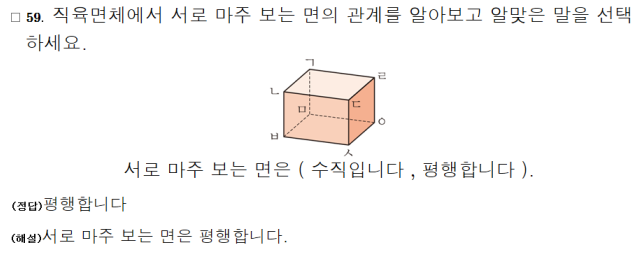 □ 59. 직육면체에서 서로 마주 보는 면의 관계를 알아보고 알맞은 말을 선택
하세요.
ㄱ
ㄹ
ㄴ
ㄷ
ㅁ
ㅇ
ㅂ
ㅅ
서로 마주 보는 면은 ( 수직입니다 , 평행합니다 ).
(정답)평행합니다
(해설)서로 마주 보는 면은 평행합니다.